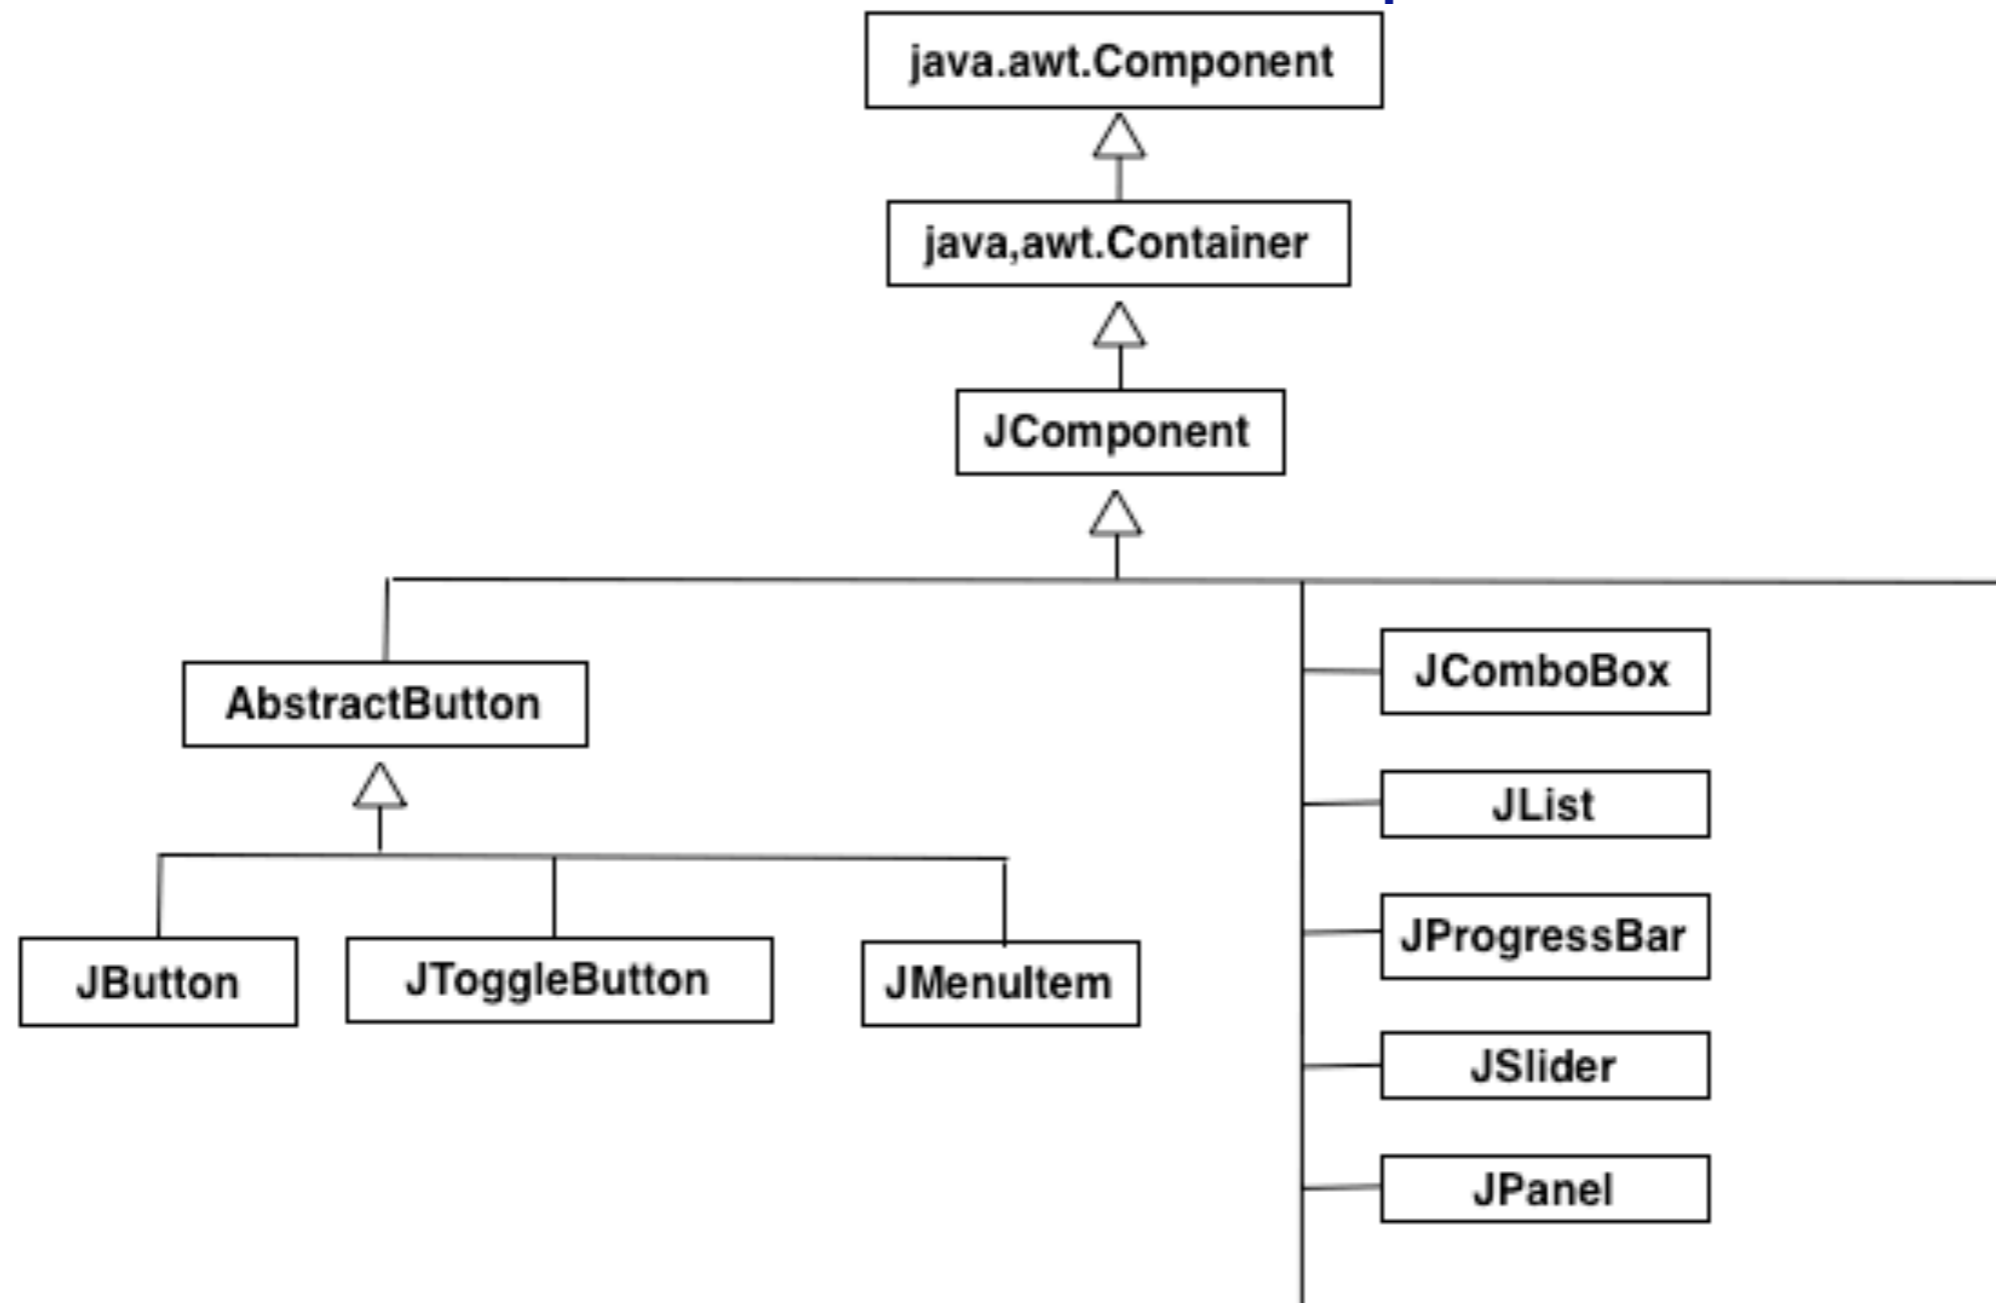 java.awt.Component
java,awt.Container
JComponent
AbstractButton
JButton
JToggleButton
JMenuItem
JComboBox
JList
JProgressBar
JSlider
JPanel